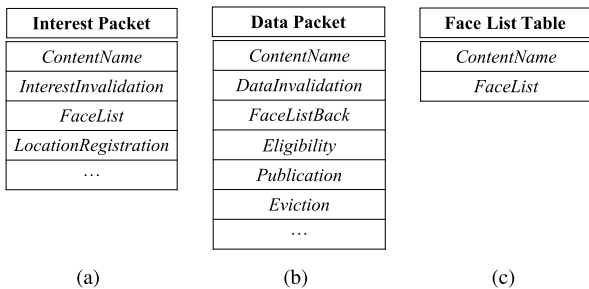 Interest Packet
ContentName
InterestInvalidation
FaceList
LocationRegistration
...
(a)
Data Packet
ContentName
DataInvalidation
FaceListBack
Eligibility
Publication
Eviction
...
(b)
Face List Table
ContentName
FaceList
(c)